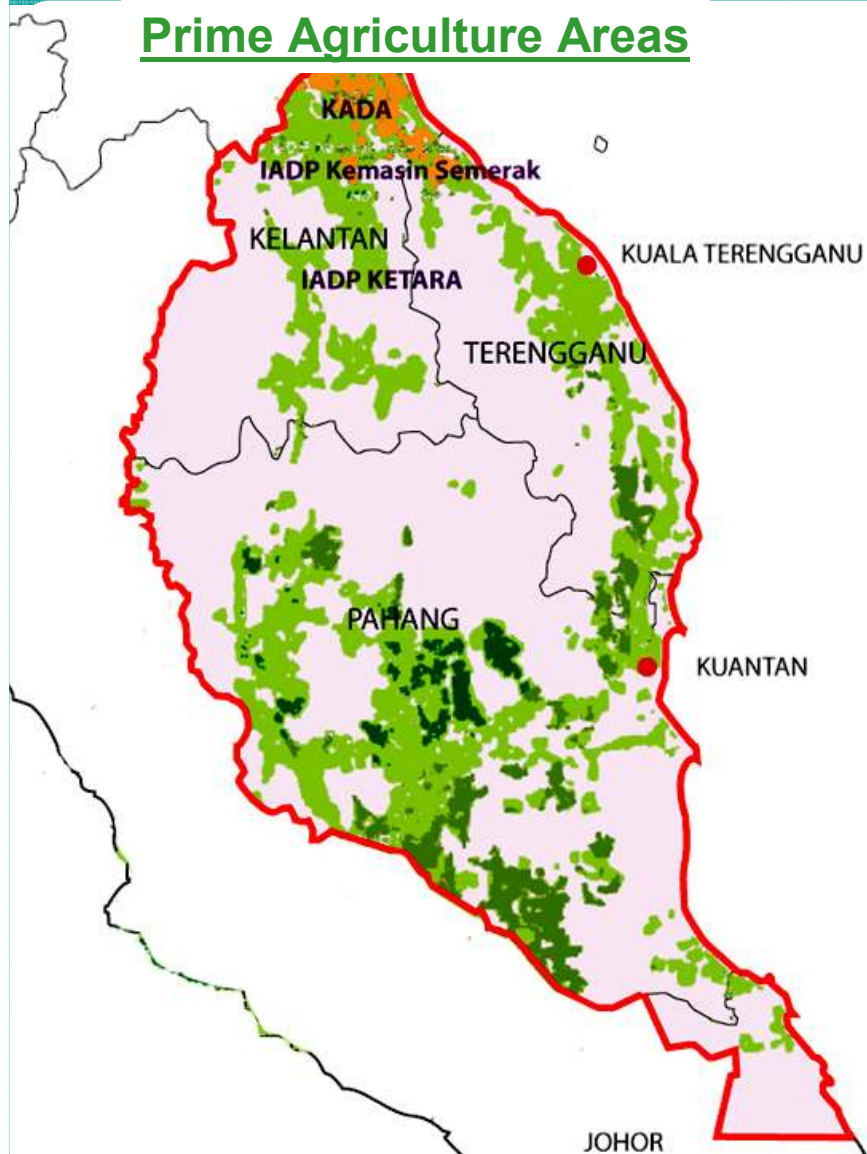 Prime Agriculture Areas
KADA
IADP Kemasin Semerak
KELANTAN
KUALA TERENGGANU
IADP KETARA
TERENGGANU
PAHANG
KUANTAN
JOHOR